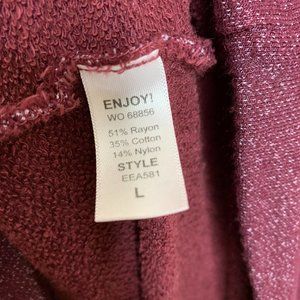 ENJOY!
WO 68856
51% Rayon
35% Cotton
14% Nylon
STYLE
EEA581
L